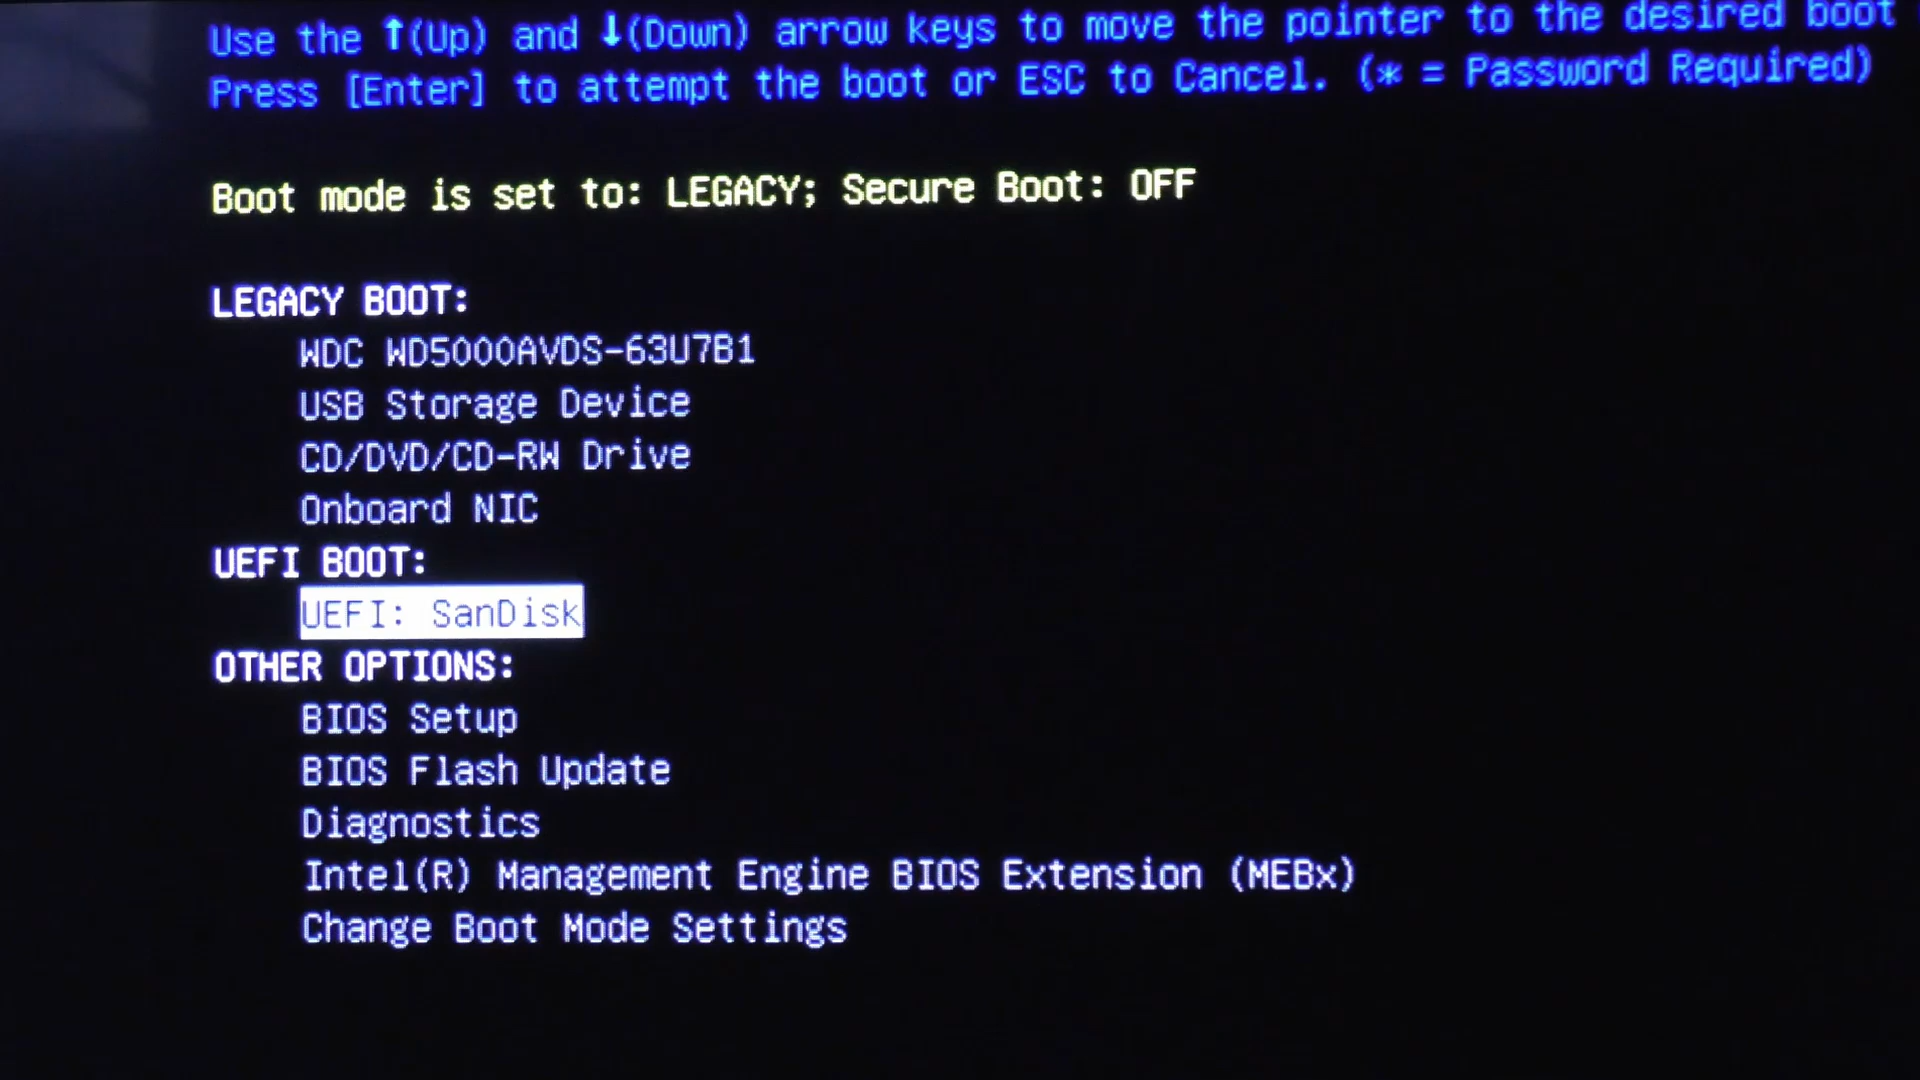 Use the ↑(Up) and ↓(Down) arrow keys to move the pointer to the desired boot
Press [Enter] to attempt the boot or ESC to Cancel. (* = Password Required)
Boot mode is set to: LEGACY; Secure Boot: OFF
LEGACY BOOT:
WDC WD5000AVDS-63U7B1
USB Storage Device
CD/DVD/CD-RW Drive
Onboard NIC
UEFI BOOT:
UEFI: SanDisk
OTHER OPTIONS:
BIOS Setup
BIOS Flash Update
Diagnostics
Intel(R) Management Engine BIOS Extension (MEBx)
Change Boot Mode Settings